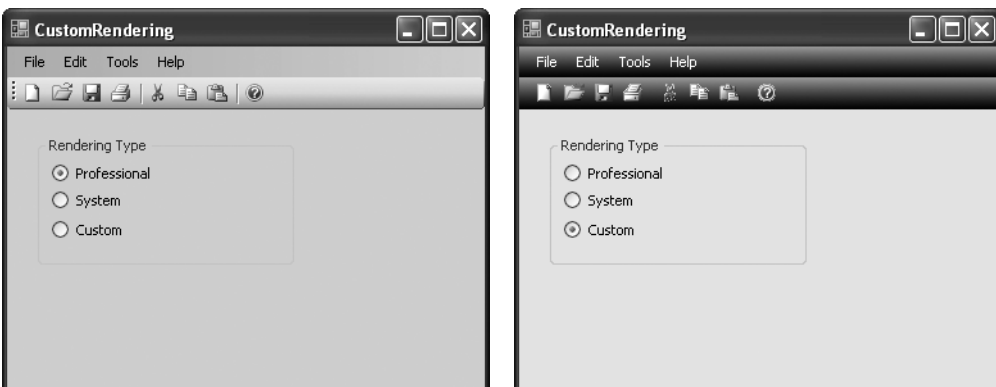 CustomRendering
File Edit Tools Help
Rendering Type
Professional
System
Custom
CustomRendering
File Edit Tools Help
Rendering Type
Professional
System
Custom